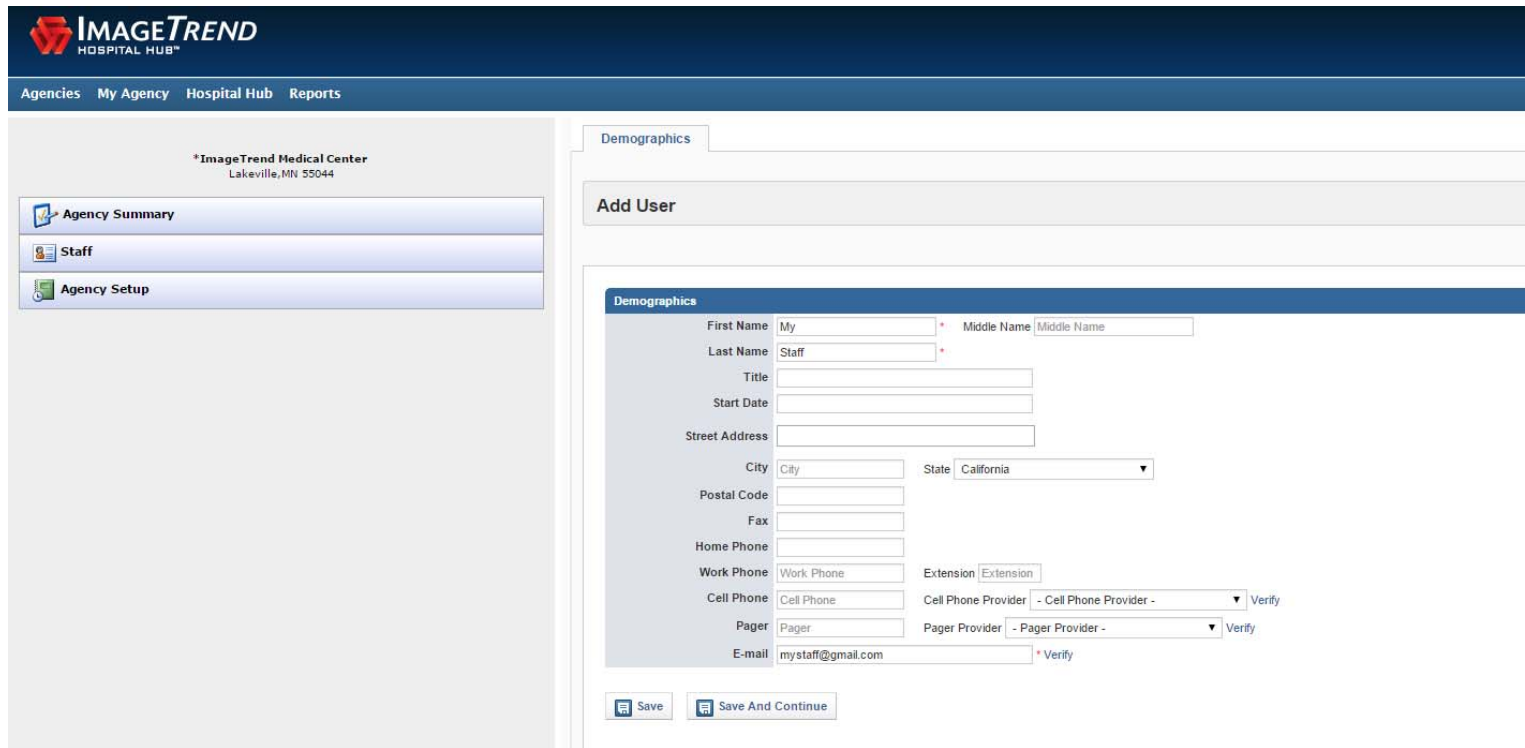 IMAGETREND
HOSPITAL HUB™
Agencies My Agency Hospital Hub Reports
*ImageTrend Medical Center
Lakeville,MN 55044
Agency Summary
Staff
Agency Setup
Demographics
Add User
Demographics
First Name My * Middle Name Middle Name
Last Name Staff *
Title
Start Date
Street Address
City City State California
Postal Code
Fax
Home Phone
Work Phone Work Phone Extension Extension
Cell Phone Cell Phone Cell Phone Provider - Cell Phone Provider - Verify
Pager Pager Pager Provider - Pager Provider - Verify
E-mail mystaff@gmail.com * Verify
Save Save And Continue